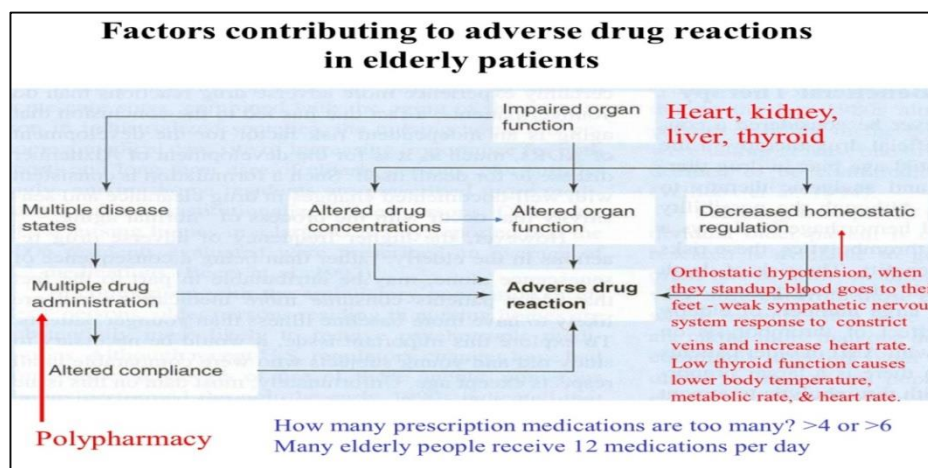 Factors contributing to adverse drug reactions
in elderly patients
Impaired organ
function
Heart, kidney,
liver, thyroid
Multiple disease
states
Altered drug
concentrations
Altered organ
function
Decreased homeostatic
regulation
Multiple drug
administration
Adverse drug
reaction
Orthostatic hypotension, when
they standup, blood goes to their
feet - weak sympathetic nervous
system response to constrict
veins and increase heart rate.
Low thyroid function causes
lower body temperature,
metabolic rate, & heart rate.
Altered compliance
Polypharmacy
How many prescription medications are too many? >4 or >6
Many elderly people receive 12 medications per day